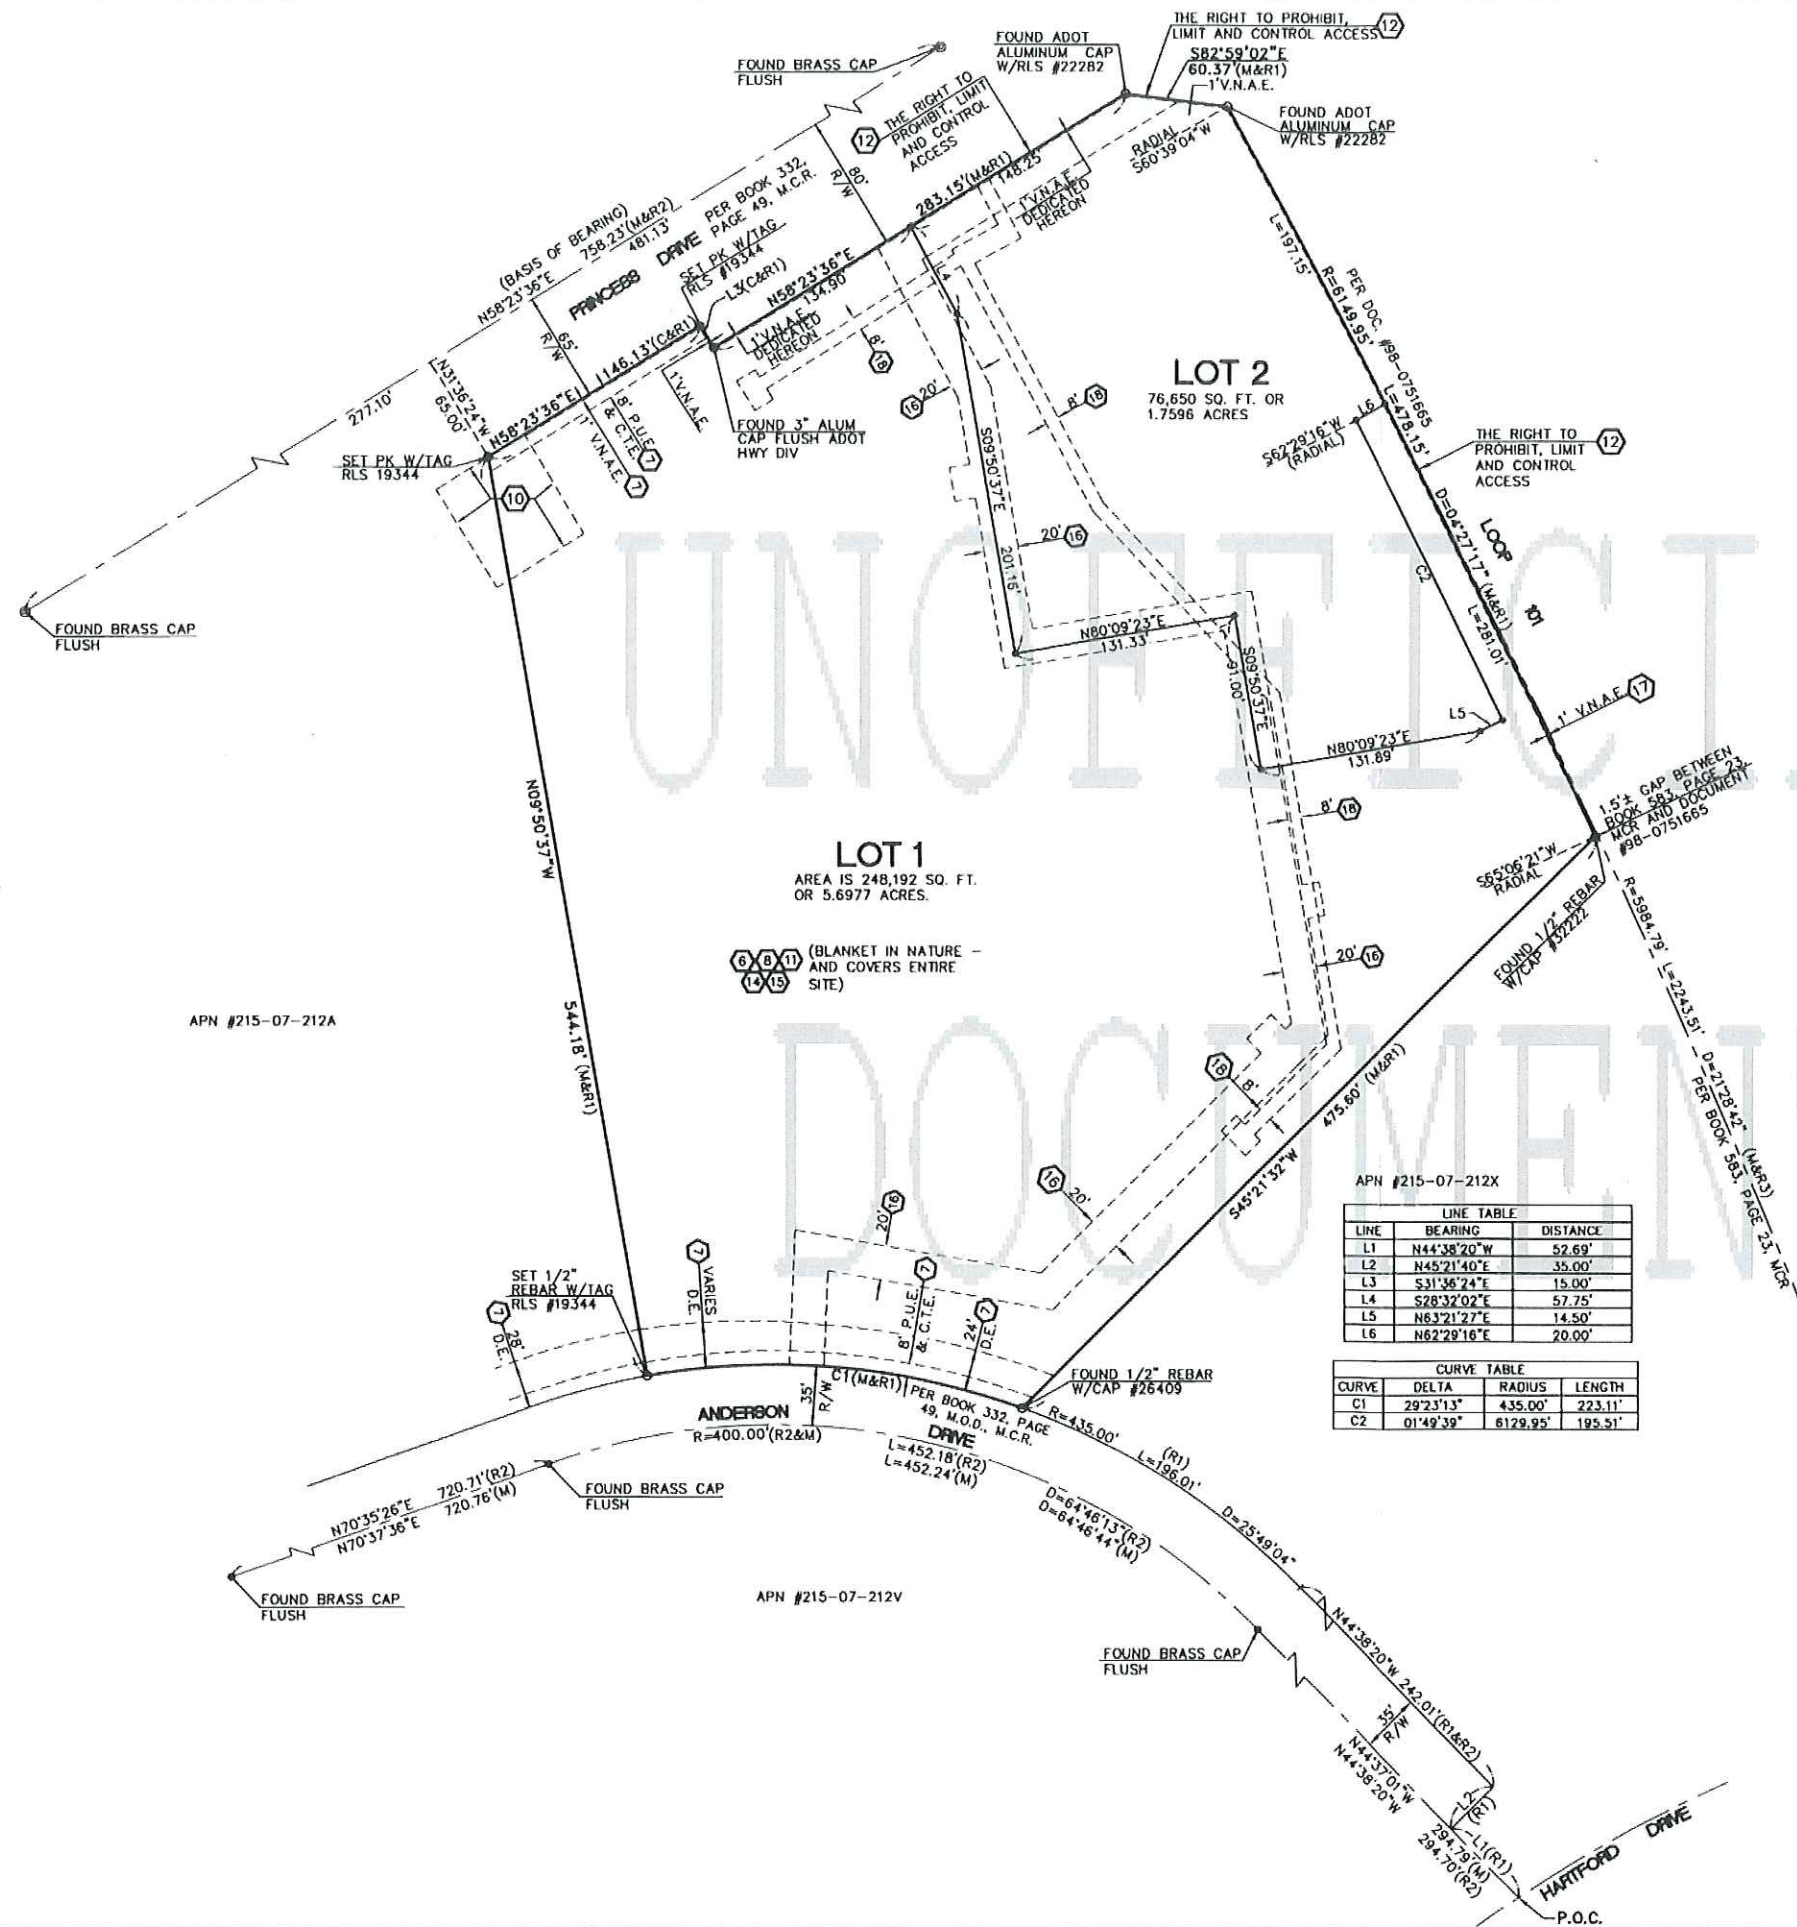 THE RIGHT TO PROHIBIT,
LIMIT AND CONTROL ACCESS 12
S82°59'02"E
60.37'(M&R1)
1'V.N.A.E.
FOUND ADOT
ALUMINUM CAP
W/RLS #22282
FOUND BRASS CAP
FLUSH
12 THE RIGHT TO
PROHIBIT, LIMIT
AND CONTROL
ACCESS
FOUND ADOT
ALUMINUM CAP
W/RLS #22282
RADIAL
S60°39'04"W
283.15'(M&R1)
148.25'
1'V.N.A.E.
DEDICATED
HEREON
80'
R/W
(BASIS OF BEARING)
N58°23'36"E 758.23'(M&R2)
481.13'
PRINCESS DRIVE
PER BOOK 332,
PAGE 49, M.C.R.
SET PK W/TAG
RLS #19344
L3(C&R1)
N58°23'36"E
134.90'
1'V.N.A.E.
DEDICATED
HEREON
65'
R/W
146.13'(C&R1)
N58°23'36"E
277.10'
N31°36'24"W
65.00'
SET PK W/TAG
RLS 19344
8' P.U.E.
& C.T.E. 7
1' V.N.A.E. 7
1'V.N.A.E.
FOUND 3" ALUM
CAP FLUSH ADOT
HWY DIV
10
8' 18
16 20'
8' 18
L=197.15'
R=6149.95'
PER DOC. #98-0751665
L=478.15'
D=04°27'17" (M&R1)
L=281.01'
LOT 2
76,650 SQ. FT. OR
1.7596 ACRES
L6
S62°29'16"W
(RADIAL)
THE RIGHT TO
PROHIBIT, LIMIT 12
AND CONTROL
ACCESS
LOOP 101
C2
S09°50'37"E
201.16'
20' 16
N80°09'23"E
131.33'
S09°50'37"E
91.00'
L5
N80°09'23"E
131.89'
1' V.N.A.E. 17
FOUND BRASS CAP
FLUSH
1.5'± GAP BETWEEN
BOOK 583, PAGE 23,
MCR AND DOCUMENT
#98-0751665
S65°06'21"W
RADIAL
FOUND 1/2" REBAR
W/CAP #32222
R=5984.79' L=2243.51' D=21°28'42" (M&R3)
PER BOOK 583, PAGE 23, MCR
8' 18
N09°50'37"W
544.18' (M&R1)
LOT 1
AREA IS 248,192 SQ. FT.
OR 5.6977 ACRES.
6 8 11 (BLANKET IN NATURE -
AND COVERS ENTIRE
14 15 SITE)
20' 16
APN #215-07-212A
18 8'
475.60' (M&R1)
S45°21'32"W
16 20'
20' 16
APN #215-07-212X
LINE TABLE
LINE BEARING DISTANCE
L1 N44°38'20"W 52.69'
L2 N45°21'40"E 35.00'
L3 S31°36'24"E 15.00'
L4 S28°32'02"E 57.75'
L5 N63°21'27"E 14.50'
L6 N62°29'16"E 20.00'
CURVE TABLE
CURVE DELTA RADIUS LENGTH
C1 29°23'13" 435.00' 223.11'
C2 01°49'39" 6129.95' 195.51'
SET 1/2"
REBAR W/TAG
RLS #19344
7 28'
D.E.
7 VARIES
D.E.
8' P.U.E. 7
& C.T.E.
24' 7
D.E.
35'
R/W
C1(M&R1)
PER BOOK 332, PAGE
49, M.O.D., M.C.R.
FOUND 1/2" REBAR
W/CAP #26409
ANDERSON
DRIVE
R=400.00'(R2&M)
L=452.18'(R2)
L=452.24'(M)
R=435.00'
(R1)
L=196.01'
D=25°49'04"
D=64°46'13"(R2)
D=64°46'44"(M)
FOUND BRASS CAP
FLUSH
N70°35'26"E 720.71'(R2)
N70°37'36"E 720.76'(M)
FOUND BRASS CAP
FLUSH
APN #215-07-212V
FOUND BRASS CAP
FLUSH
N44°38'20"W 242.01'(R1&R2)
35'
R/W
N44°37'01"W
N44°38'20"W
L2
(R1)
L1(R1)
294.79'(M)
294.70'(R2)
HARTFORD DRIVE
P.O.C.
UNOFFICI
DOCUMEN